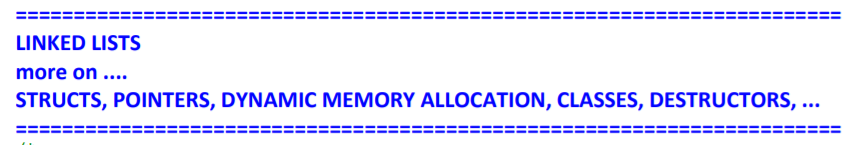 ======================================================================
LINKED LISTS
more on ....
STRUCTS, POINTERS, DYNAMIC MEMORY ALLOCATION, CLASSES, DESTRUCTORS, ...
======================================================================